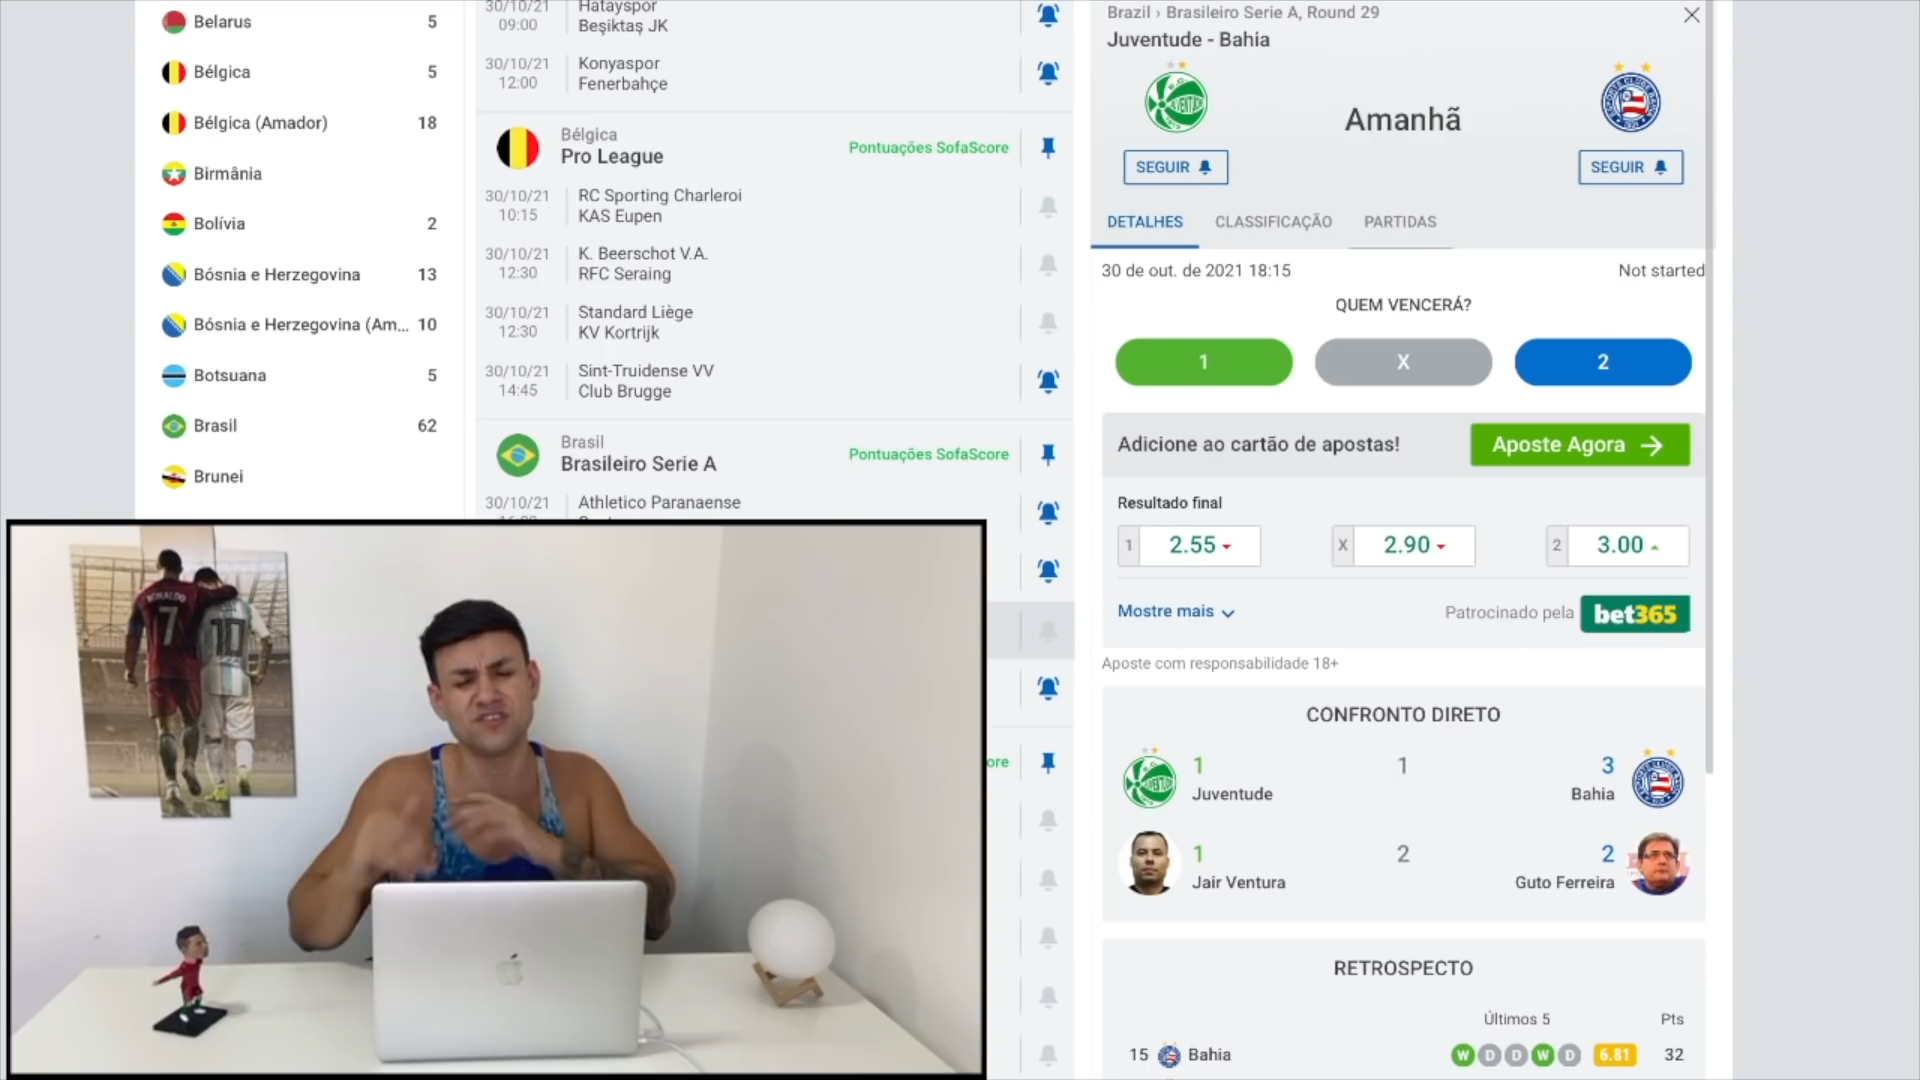 Belarus 5
Bélgica 5
Bélgica (Amador) 18
Birmânia
Bolívia 2
Bósnia e Herzegovina 13
Bósnia e Herzegovina (Am... 10
Botsuana 5
Brasil 62
Brunei
30/10/21 Hatayspor
09:00 Beşiktaş JK
30/10/21 Konyaspor
12:00 Fenerbahçe
Bélgica
Pro League
Pontuações SofaScore
30/10/21 RC Sporting Charleroi
10:15 KAS Eupen
30/10/21 K. Beerschot V.A.
12:30 RFC Seraing
30/10/21 Standard Liège
12:30 KV Kortrijk
30/10/21 Sint-Truidense VV
14:45 Club Brugge
Brasil
Brasileiro Serie A
Pontuações SofaScore
30/10/21 Athletico Paranaense
ore
RONALDO
7
10
Brazil › Brasileiro Serie A, Round 29
Juventude - Bahia
Amanhã
SEGUIR
SEGUIR
DETALHES CLASSIFICAÇÃO PARTIDAS
30 de out. de 2021 18:15 Not started
QUEM VENCERÁ?
1 X 2
Adicione ao cartão de apostas! Aposte Agora →
Resultado final
1 2.55 X 2.90 2 3.00
Mostre mais Patrocinado pela bet365
Aposte com responsabilidade 18+
CONFRONTO DIRETO
1 1 3
Juventude Bahia
1 2 2
Jair Ventura Guto Ferreira
RETROSPECTO
Últimos 5 Pts
15 Bahia W D D W D 6.81 32